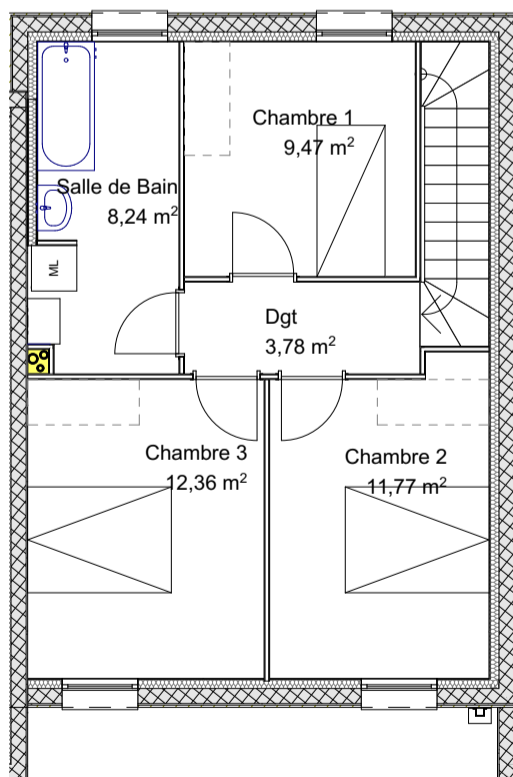 Chambre 1
9,47 m²
Salle de Bain
8,24 m²
ML
Dgt
3,78 m²
Chambre 3
12,36 m²
Chambre 2
11,77 m²